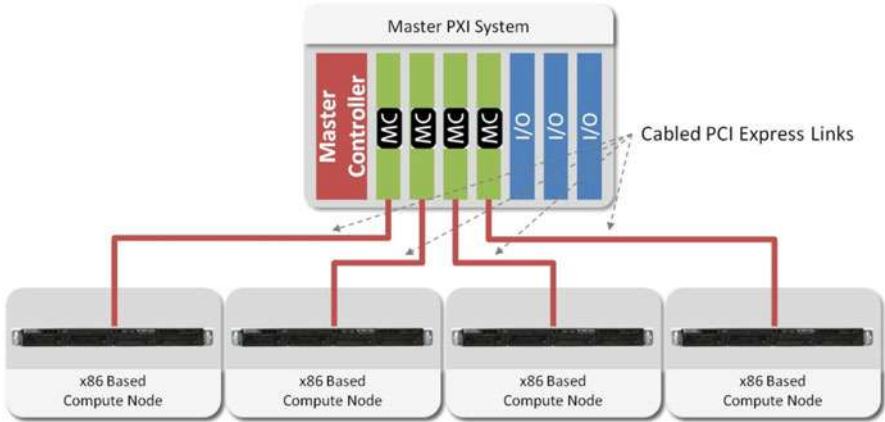 Master PXI System
Master
Controller
MC
MC
MC
MC
I/O
I/O
I/O
Cabled PCI Express Links
x86 Based
Compute Node
x86 Based
Compute Node
x86 Based
Compute Node
x86 Based
Compute Node